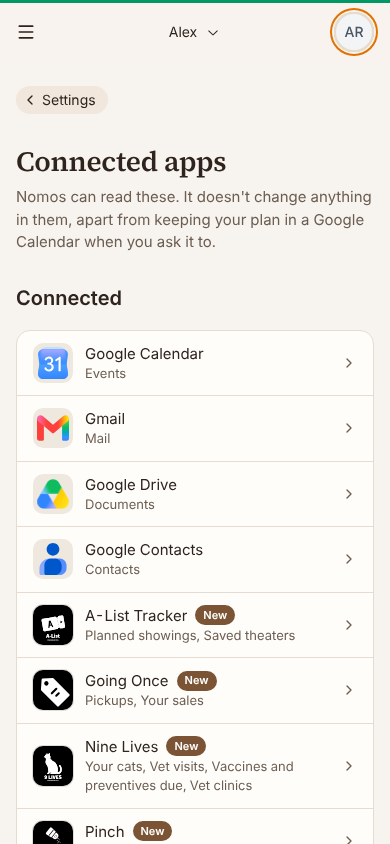 Alex
AR
Settings
Connected apps
Nomos can read these. It doesn't change anything
in them, apart from keeping your plan in a Google
Calendar when you ask it to.
Connected
31
Google Calendar
Events
Gmail
Mail
Google Drive
Documents
Google Contacts
Contacts
A
A-List
A-List Tracker
New
Planned showings, Saved theaters
Going Once
New
Pickups, Your sales
9 LIVES
Nine Lives
New
Your cats, Vet visits, Vaccines and
preventives due, Vet clinics
Pinch
New